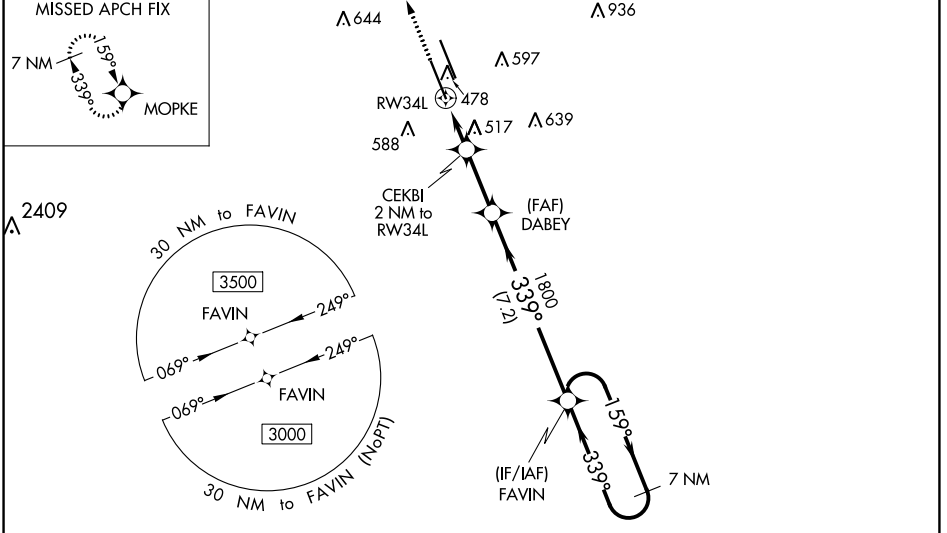 MISSED APCH FIX
7 NM
159°
339°
MOPKE
644
936
597
RW34L
478
588
517
639
CEKBI
2 NM to
RW34L
(FAF)
DABEY
2409
30 NM to FAVIN
3500
FAVIN
249°
069°
1800
339°
(7.2)
249°
069°
FAVIN
3000
30 NM to FAVIN (NoPT)
159°
339°
7 NM
(IF/IAF)
FAVIN